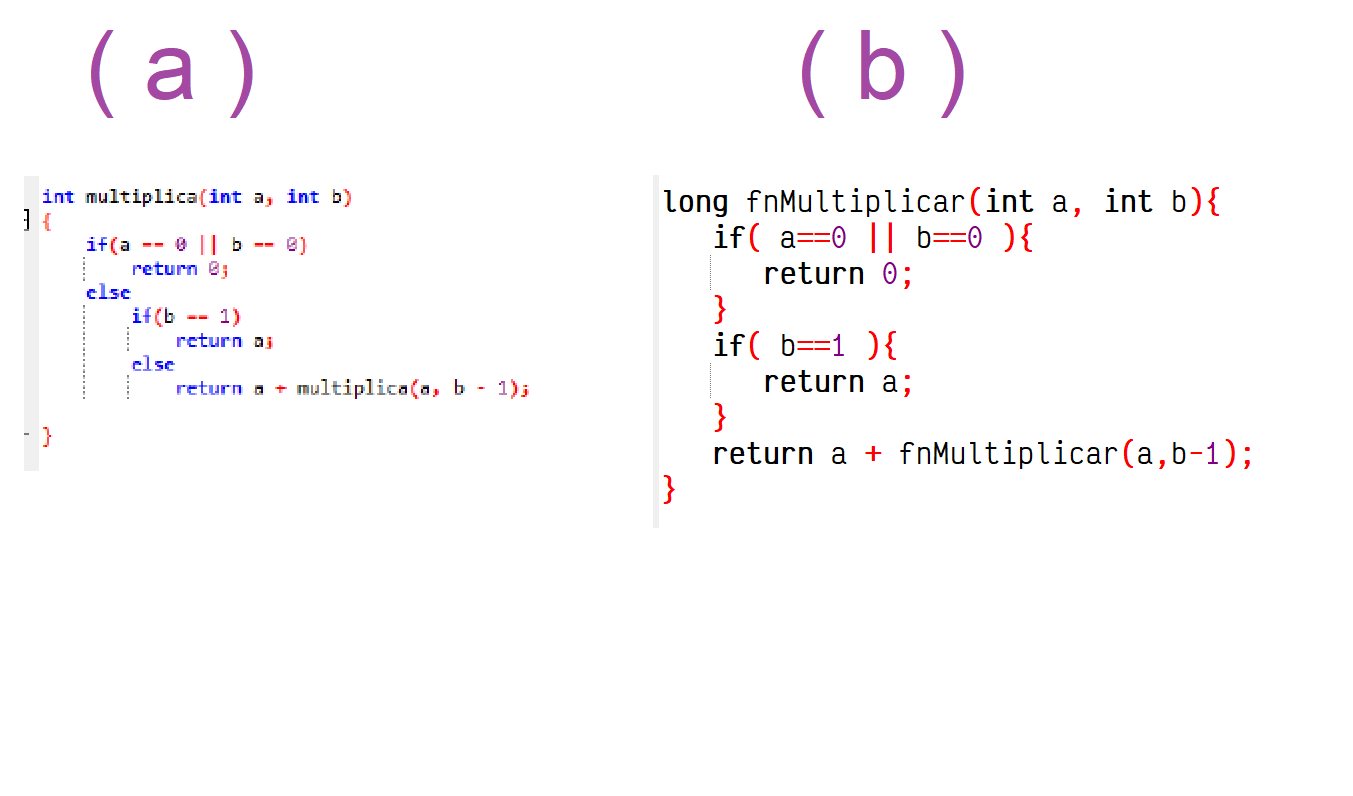 ( a )
( b )
int multiplica(int a, int b)
{
if(a == 0 || b == 0)
return 0;
else
if(b == 1)
return a;
else
return a + multiplica(a, b - 1);
}
long fnMultiplicar(int a, int b){
if( a==0 || b==0 ){
return 0;
}
if( b==1 ){
return a;
}
return a + fnMultiplicar(a,b-1);
}